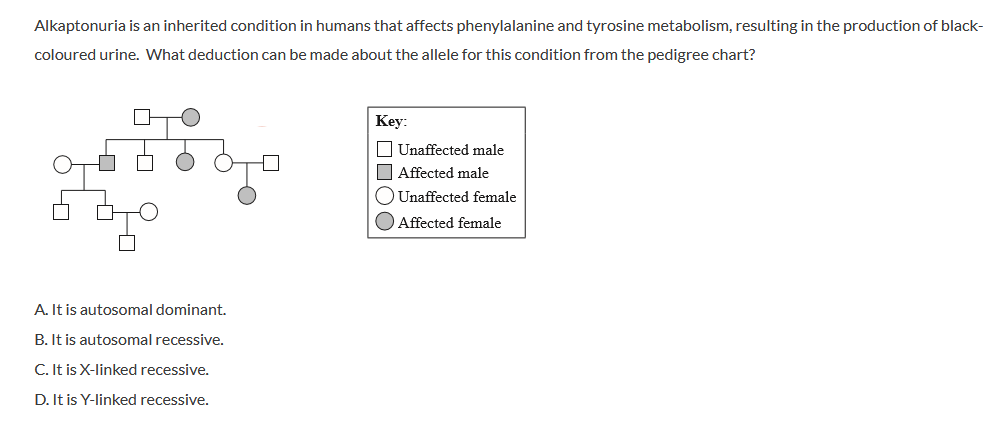 Alkaptonuria is an inherited condition in humans that affects phenylalanine and tyrosine metabolism, resulting in the production of black-
coloured urine. What deduction can be made about the allele for this condition from the pedigree chart?
Key:
Unaffected male
Affected male
Unaffected female
Affected female
A. It is autosomal dominant.
B. It is autosomal recessive.
C. It is X-linked recessive.
D. It is Y-linked recessive.